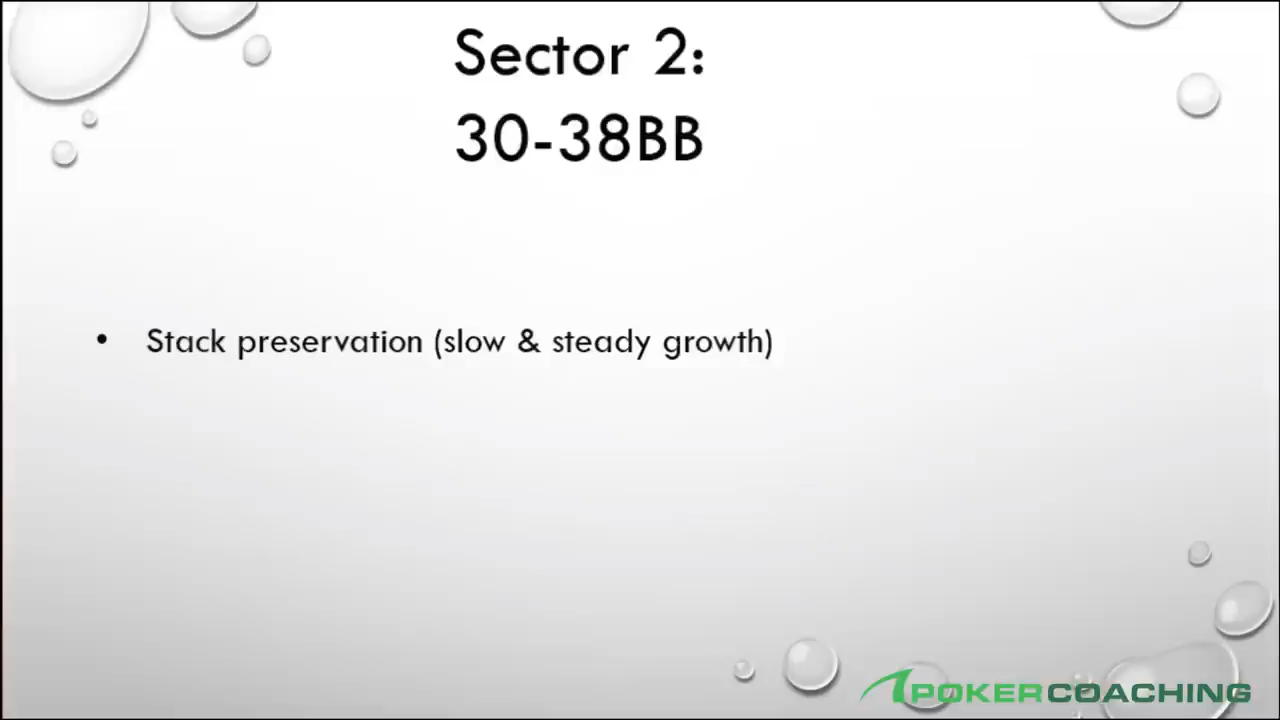 Sector 2:
30-38BB
• Stack preservation (slow & steady growth)
POKERCOACHING